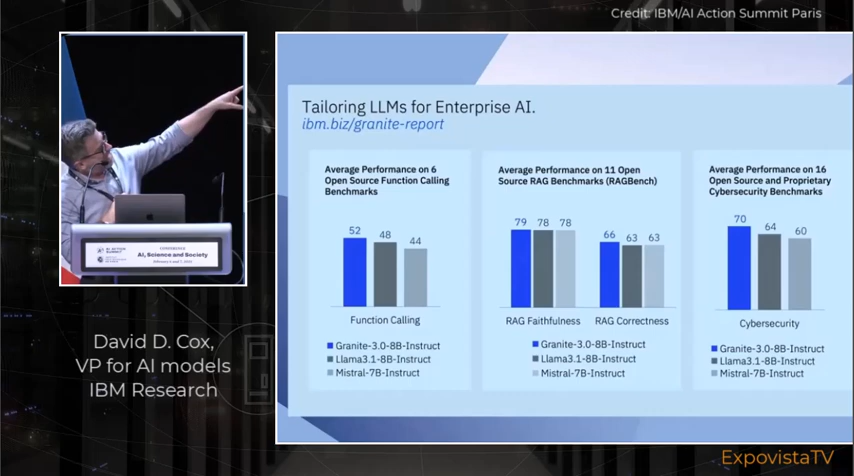 Credit: IBM/AI Action Summit Paris
Tailoring LLMs for Enterprise AI.
ibm.biz/granite-report
Average Performance on 6
Open Source Function Calling
Benchmarks
52
48
44
Function Calling
Granite-3.0-8B-Instruct
Llama3.1-8B-Instruct
Mistral-7B-Instruct
Average Performance on 11 Open
Source RAG Benchmarks (RAGBench)
79
78
78
66
63
63
RAG Faithfulness
RAG Correctness
Granite-3.0-8B-Instruct
Llama3.1-8B-Instruct
Mistral-7B-Instruct
Average Performance on 16
Open Source and Proprietary
Cybersecurity Benchmarks
70
64
60
Cybersecurity
Granite-3.0-8B-Instruct
Llama3.1-8B-Instruct
Mistral-7B-Instruct
AI ACTION
SUMMIT
CONFERENCE
AI, Science and Society
David D. Cox,
VP for AI models
IBM Research
ExpovistaTV